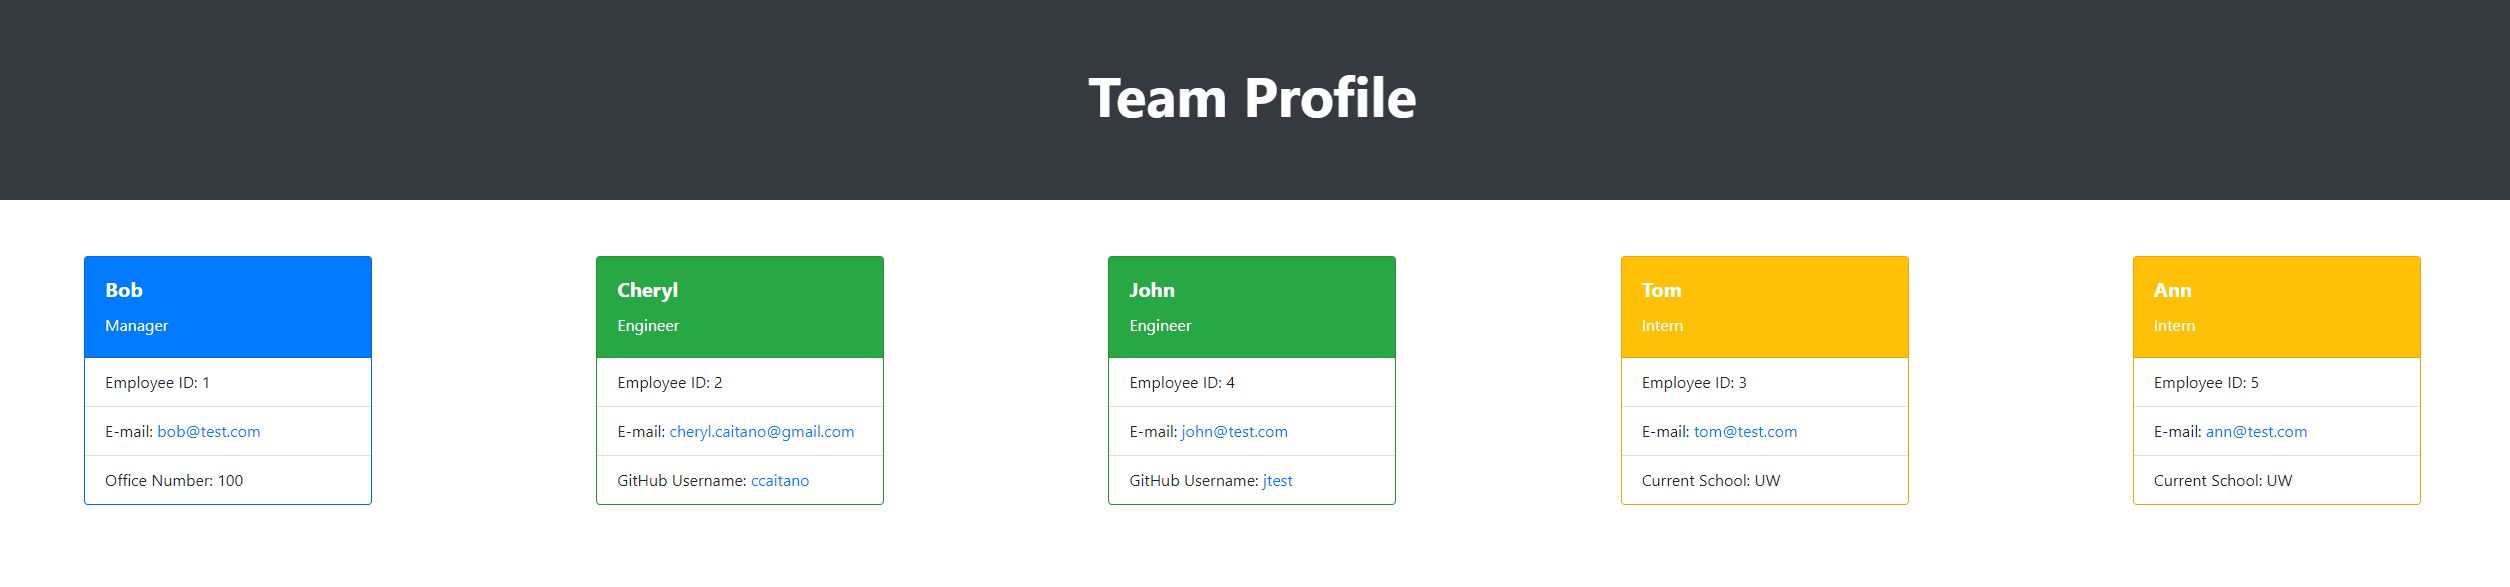 Team Profile
Bob
Manager
Employee ID: 1
E-mail: bob@test.com
Office Number: 100
Cheryl
Engineer
Employee ID: 2
E-mail: cheryl.caitano@gmail.com
GitHub Username: ccaitano
John
Engineer
Employee ID: 4
E-mail: john@test.com
GitHub Username: jtest
Tom
Intern
Employee ID: 3
E-mail: tom@test.com
Current School: UW
Ann
Intern
Employee ID: 5
E-mail: ann@test.com
Current School: UW